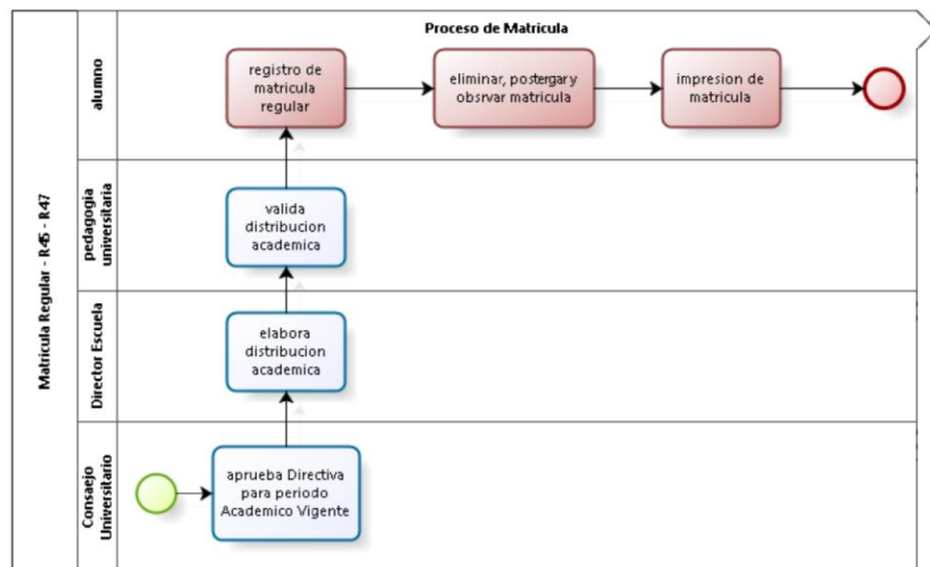 Proceso de Matricula
Matricula Regular - R45 - R47
alumno
registro de
matricula
regular
eliminar, postergar y
obsrvar matricula
impresion de
matricula
pedagogia
universitaria
valida
distribucion
academica
Director Escuela
elabora
distribucion
academica
Consaejo
Universitario
aprueba Directiva
para periodo
Academico Vigente